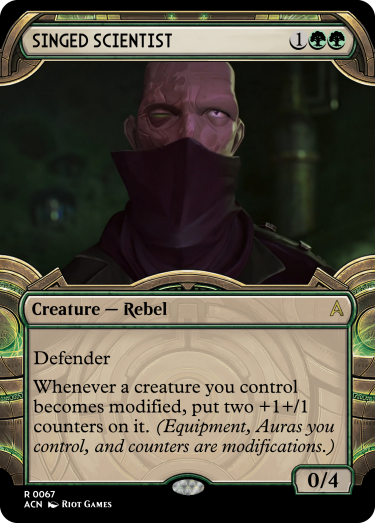 SINGED SCIENTIST 1
Creature — Rebel
Defender
Whenever a creature you control
becomes modified, put two +1+/1
counters on it. (Equipment, Auras you
control, and counters are modifications.)
0/4
R 0067
ACN Riot Games